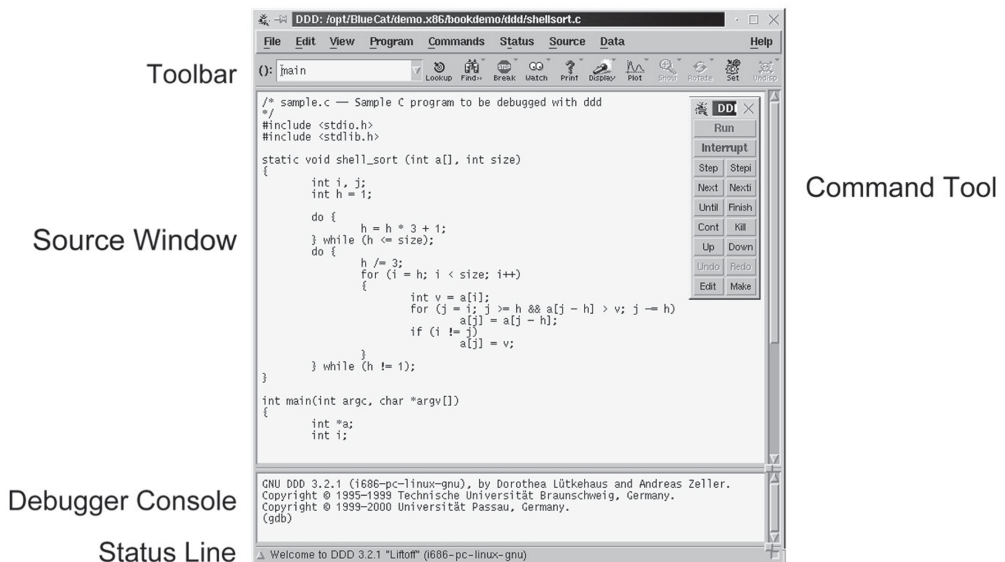 DDD: /opt/BlueCat/demo.x86/bookdemo/ddd/shellsort.c
File Edit View Program Commands Status Source Data Help
Toolbar
(): main
Lookup Find>> Break Watch Print Display Plot Show Rotate Set Undisp
/* sample.c — Sample C program to be debugged with ddd
*/
#include <stdio.h>
#include <stdlib.h>
static void shell_sort (int a[], int size)
{
int i, j;
int h = 1;
do {
h = h * 3 + 1;
} while (h <= size);
do {
h /= 3;
for (i = h; i < size; i++)
{
int v = a[i];
for (j = i; j >= h && a[j - h] > v; j -= h)
a[j] = a[j - h];
if (i != j)
a[j] = v;
}
} while (h != 1);
}
int main(int argc, char *argv[])
{
int *a;
int i;
Source Window
DDD
Run
Interrupt
Step Stepi
Next Nexti
Until Finish
Cont Kill
Up Down
Undo Redo
Edit Make
Command Tool
GNU DDD 3.2.1 (i686-pc-linux-gnu), by Dorothea Lütkehaus and Andreas Zeller.
Copyright © 1995-1999 Technische Universität Braunschweig, Germany.
Copyright © 1999-2000 Universität Passau, Germany.
(gdb)
Debugger Console
Status Line
Welcome to DDD 3.2.1 "Liftoff" (i686-pc-linux-gnu)